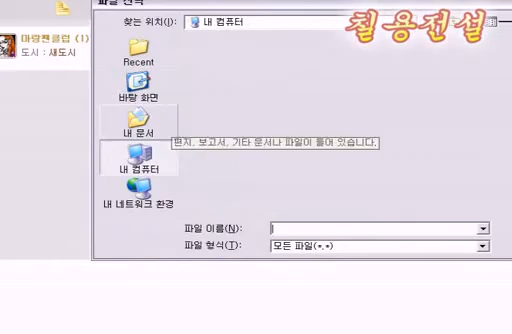 파일 선택
찾는 위치(I):
내 컴퓨터
칠용전설
마랑팬클럽 (1)
도시 : 새도시
Recent
바탕 화면
내 문서
편지, 보고서, 기타 문서나 파일이 들어 있습니다.
내 컴퓨터
내 네트워크 환경
파일 이름(N):
파일 형식(T):
모든 파일(*.*)